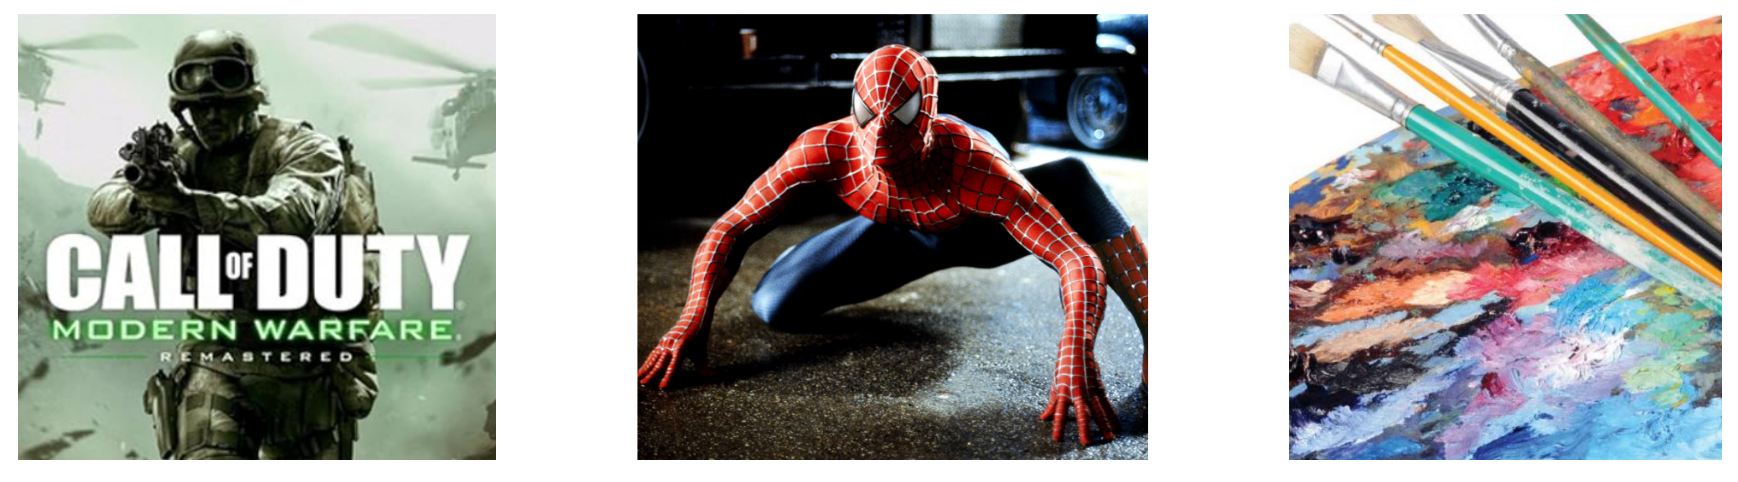 CALL OF DUTY
MODERN WARFARE
REMASTERED